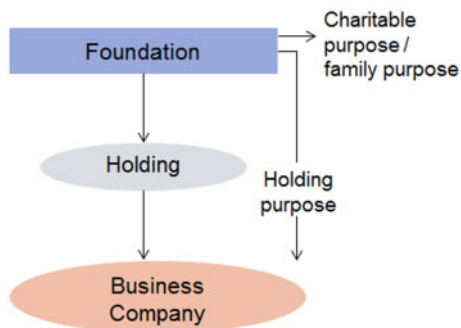 Charitable
purpose /
family purpose
Foundation
Holding
Holding
purpose
Business
Company